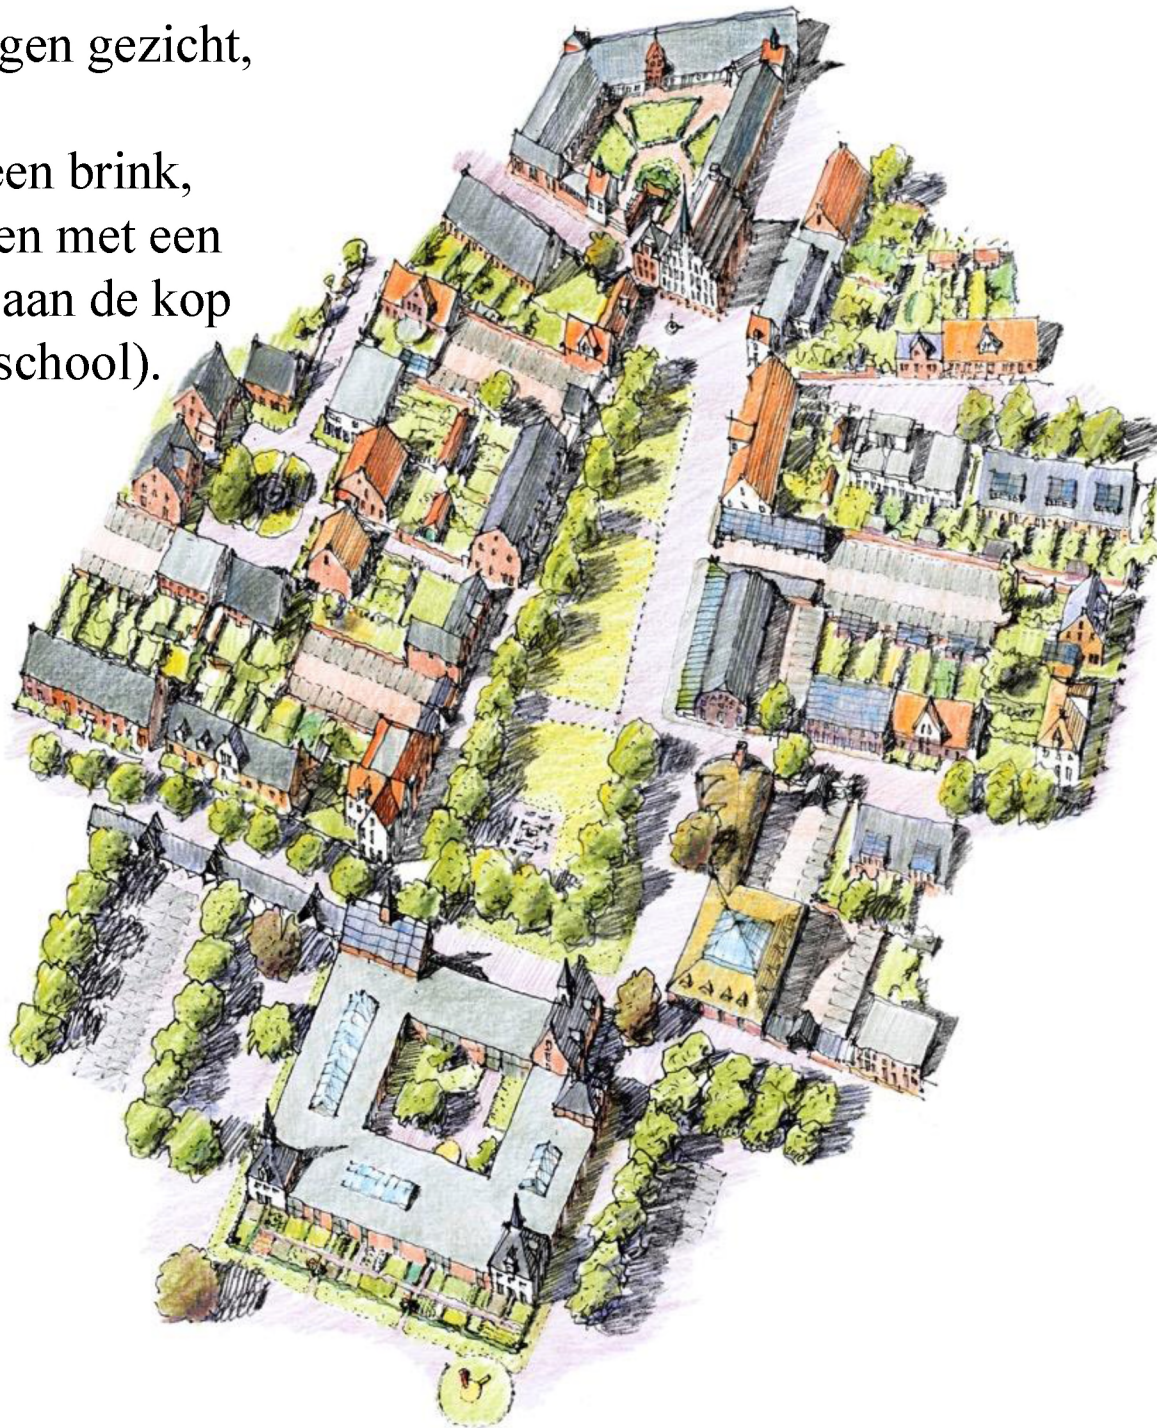 gen gezicht,
een brink,
en met een
aan de kop
school).